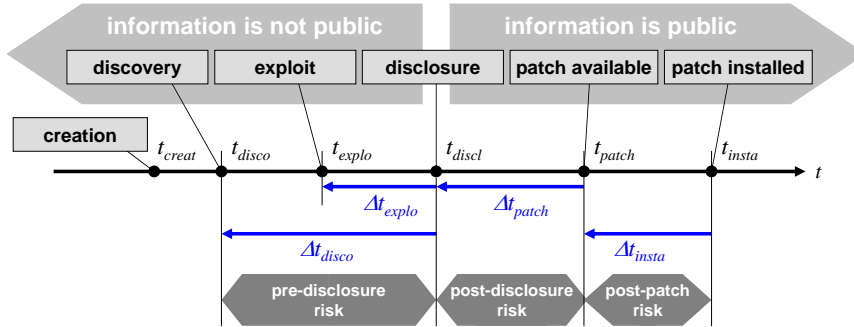 information is not public
information is public
discovery
exploit
disclosure
patch available
patch installed
creation
t_creat
t_disco
t_explo
t_discl
t_patch
t_insta
t
Δt_explo
Δt_patch
Δt_disco
Δt_insta
pre-disclosure
risk
post-disclosure
risk
post-patch
risk